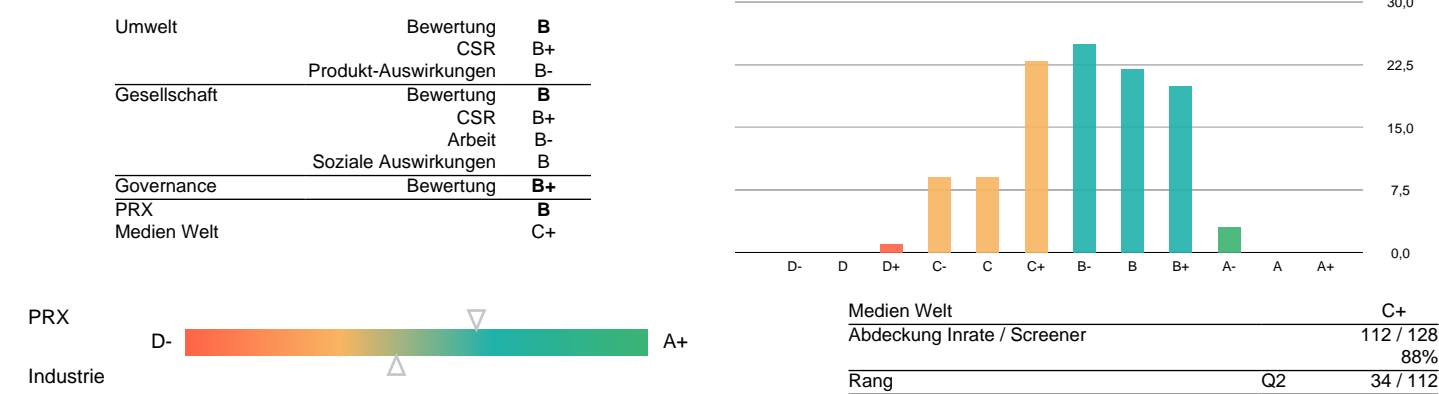 Umwelt Bewertung B
CSR B+
Produkt-Auswirkungen B-
Gesellschaft Bewertung B
CSR B+
Arbeit B-
Soziale Auswirkungen B
Governance Bewertung B+
PRX B
Medien Welt C+
30,0
22,5
15,0
7,5
0,0
D- D D+ C- C C+ B- B B+ A- A A+
PRX
D- A+
Industrie
Medien Welt C+
Abdeckung Inrate / Screener 112 / 128
88%
Rang Q2 34 / 112